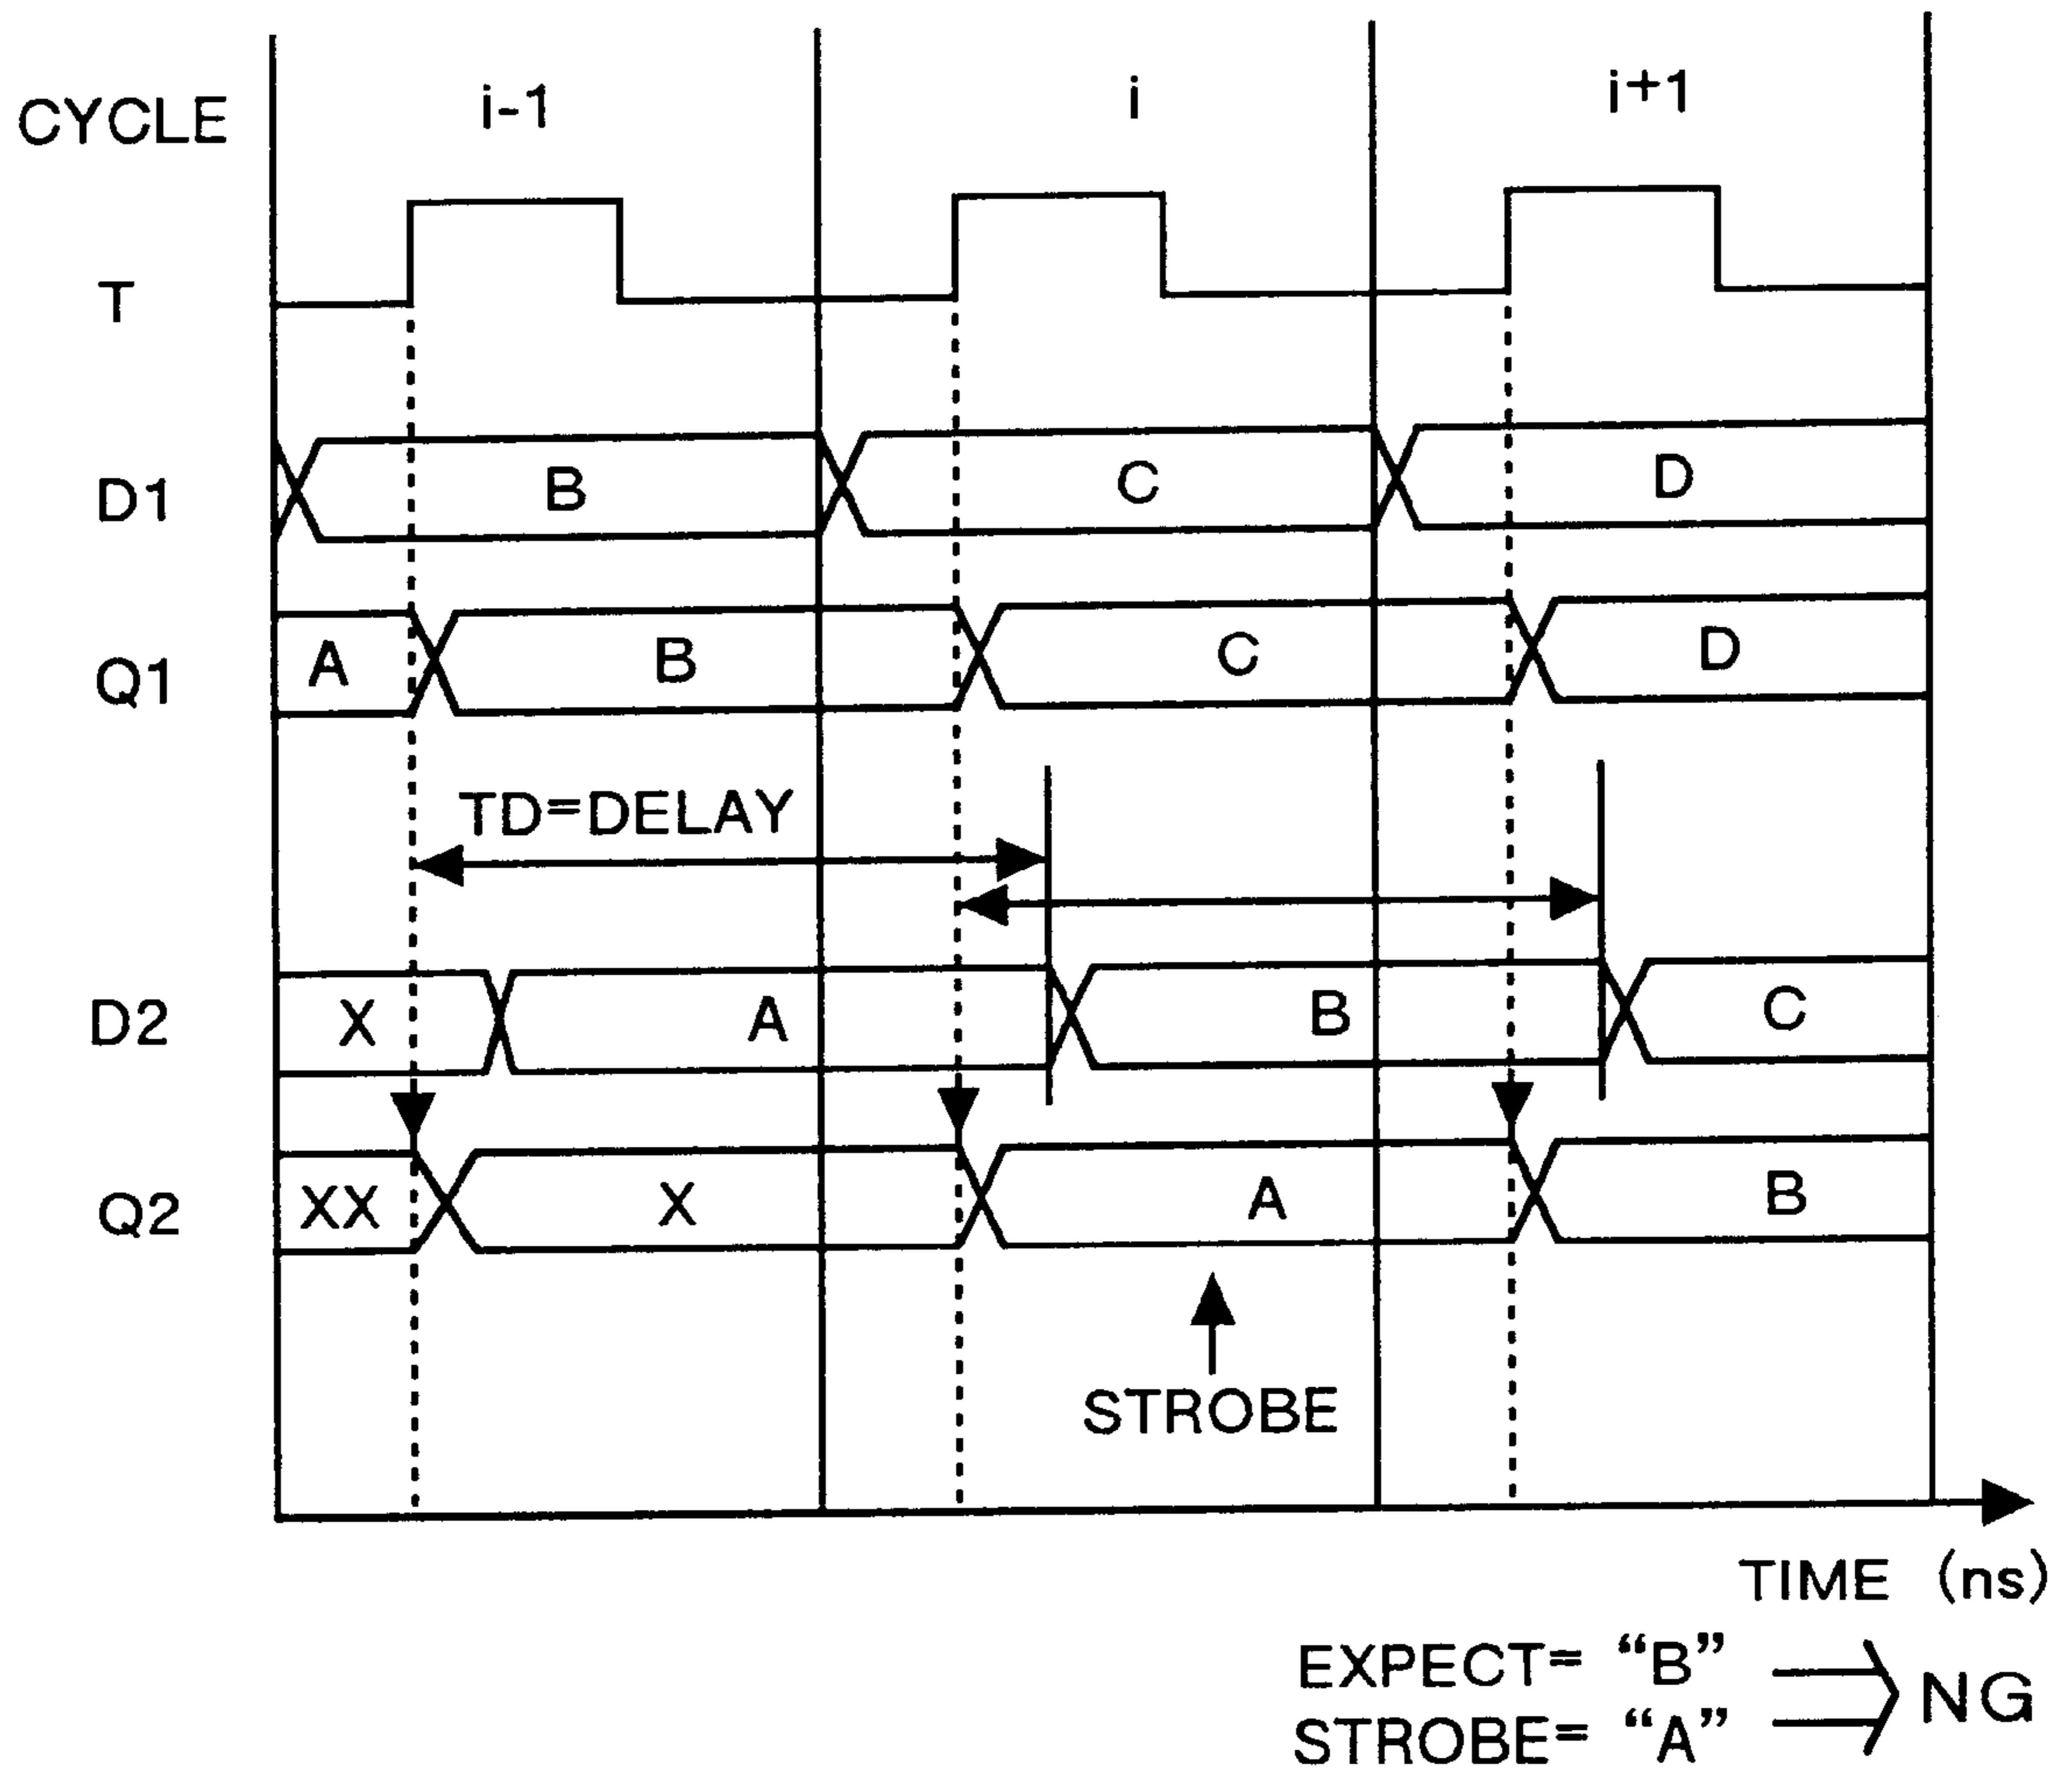 CYCLE i-1 i i+1
T
D1 B C D
Q1 A B C D
TD=DELAY
D2 X A B C
Q2 XX X A B
STROBE
TIME (ns)
EXPECT= “B”
NG
STROBE= “A”